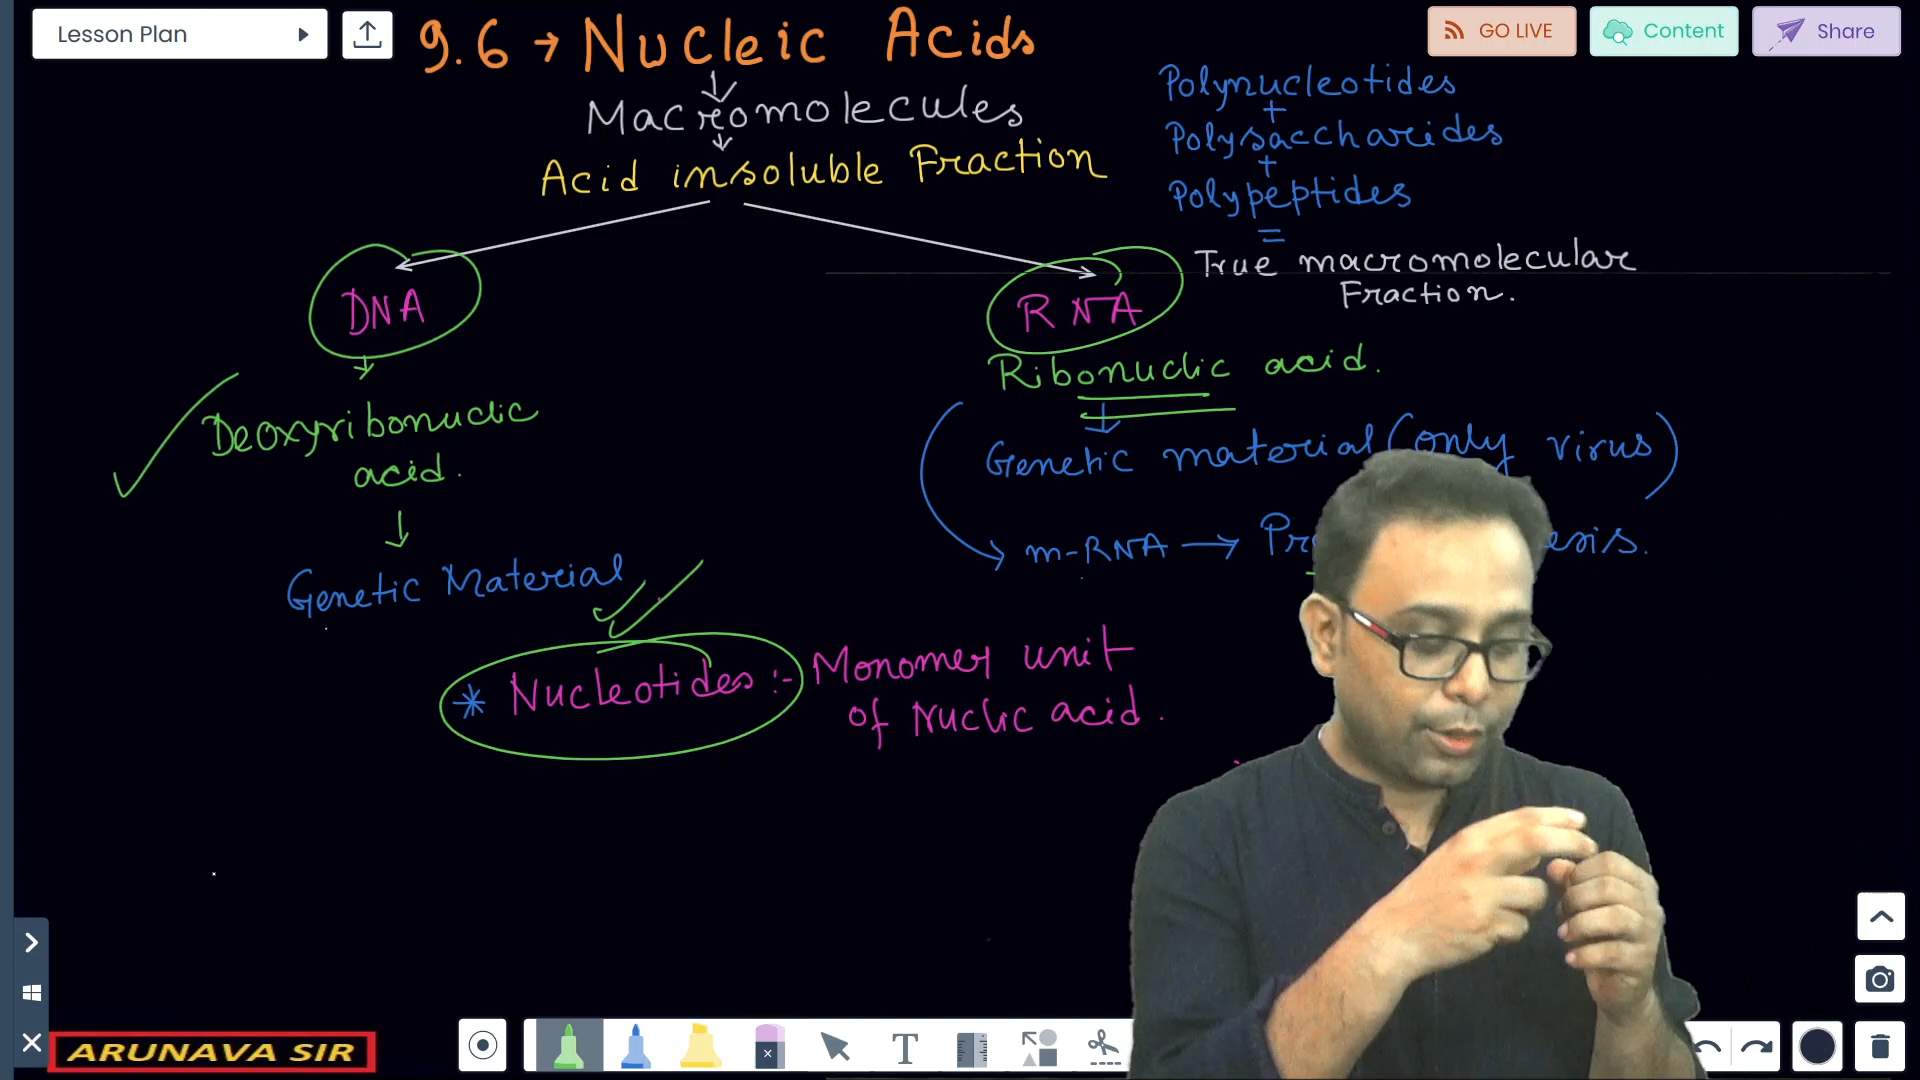 Lesson Plan
9.6 → Nucleic Acids
GO LIVE
Content
Share
Macromolecules
Acid insoluble Fraction
Polynucleotides
+
Polysaccharides
+
Polypeptides
=
True macromolecular
Fraction.
DNA
RNA
Deoxyribonuclic
acid.
Ribonuclic acid.
Genetic material (only virus)
m-RNA →
Genetic Material
* Nucleotides :- Monomer unit
of Nuclic acid.
ARUNAVA SIR
T